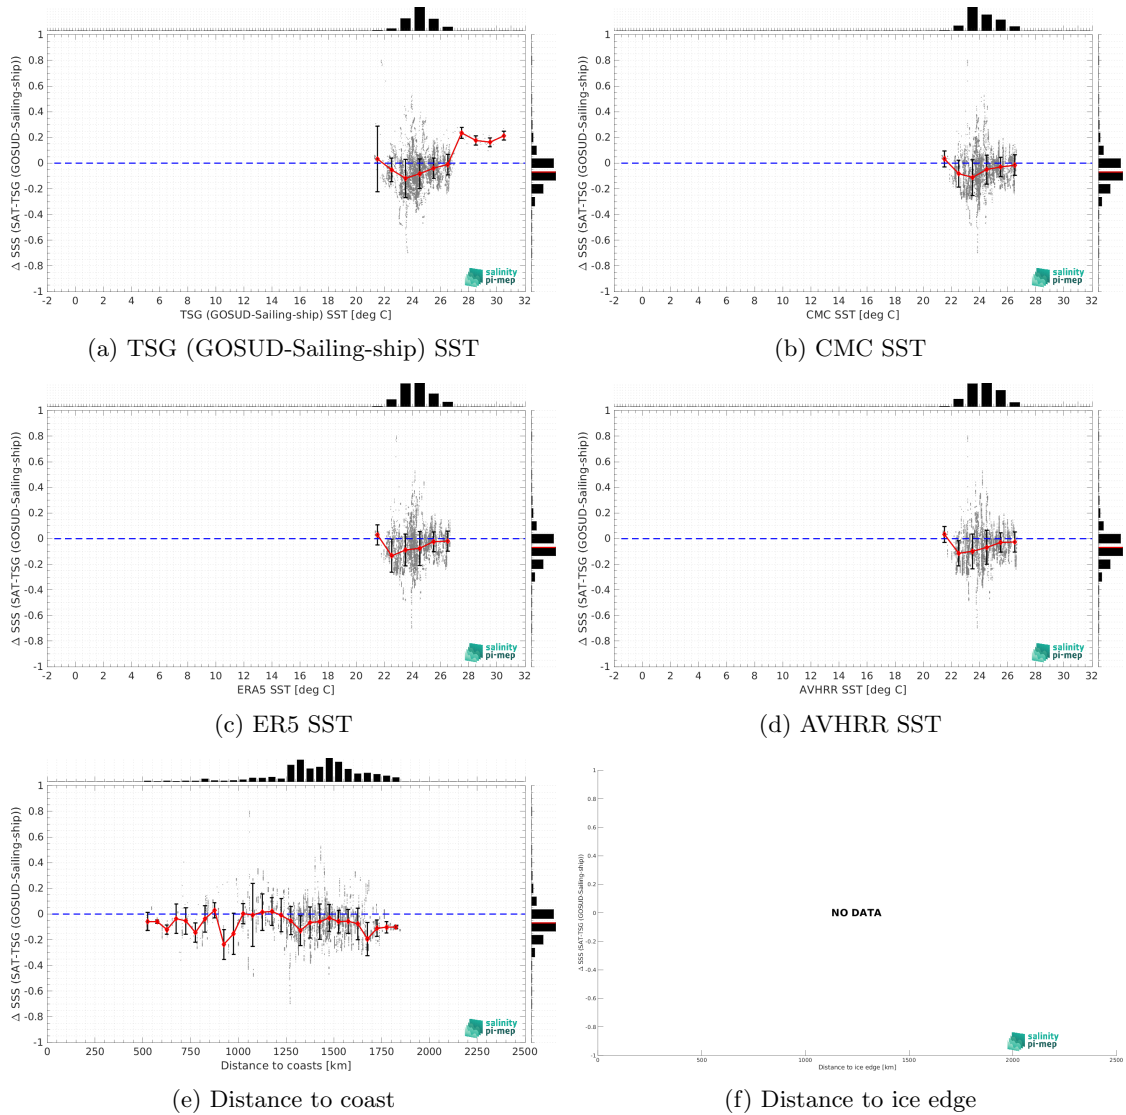 1
0.8
0.6
0.4
0.2
0
-0.2
-0.4
-0.6
-0.8
-1
Δ SSS (SAT-TSG (GOSUD-Sailing-ship))
salinity
pi-mep
-2 0 2 4 6 8 10 12 14 16 18 20 22 24 26 28 30 32
TSG (GOSUD-Sailing-ship) SST [deg C]
(a) TSG (GOSUD-Sailing-ship) SST
1
0.8
0.6
0.4
0.2
0
-0.2
-0.4
-0.6
-0.8
-1
Δ SSS (SAT-TSG (GOSUD-Sailing-ship))
salinity
pi-mep
-2 0 2 4 6 8 10 12 14 16 18 20 22 24 26 28 30 32
CMC SST [deg C]
(b) CMC SST
1
0.8
0.6
0.4
0.2
0
-0.2
-0.4
-0.6
-0.8
-1
Δ SSS (SAT-TSG (GOSUD-Sailing-ship))
salinity
pi-mep
-2 0 2 4 6 8 10 12 14 16 18 20 22 24 26 28 30 32
ERA5 SST [deg C]
(c) ER5 SST
1
0.8
0.6
0.4
0.2
0
-0.2
-0.4
-0.6
-0.8
-1
Δ SSS (SAT-TSG (GOSUD-Sailing-ship))
salinity
pi-mep
-2 0 2 4 6 8 10 12 14 16 18 20 22 24 26 28 30 32
AVHRR SST [deg C]
(d) AVHRR SST
1
0.8
0.6
0.4
0.2
0
-0.2
-0.4
-0.6
-0.8
-1
Δ SSS (SAT-TSG (GOSUD-Sailing-ship))
salinity
pi-mep
0 250 500 750 1000 1250 1500 1750 2000 2250 2500
Distance to coasts [km]
(e) Distance to coast
1
0.8
0.6
0.4
0.2
0
-0.2
-0.4
-0.6
-0.8
-1
Δ SSS (SAT-TSG (GOSUD-Sailing-ship))
NO DATA
salinity
pi-mep
0 500 1000 1500 2000 2500
Distance to ice edge [km]
(f) Distance to ice edge